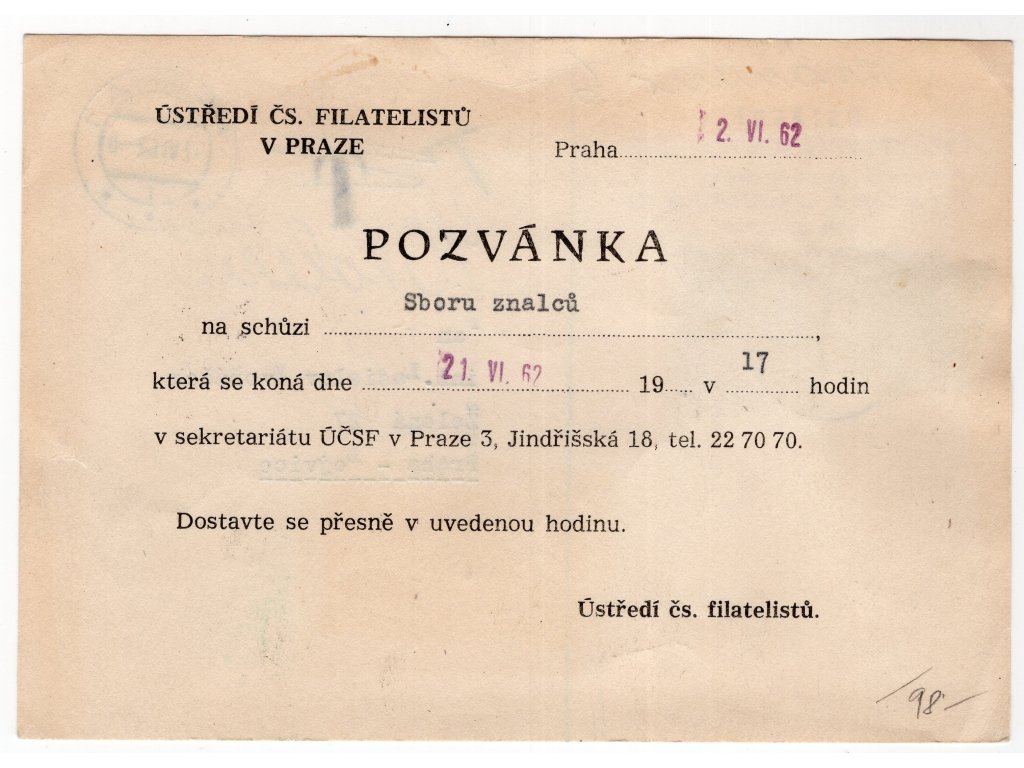 ÚSTŘEDÍ ČS. FILATELISTŮ
V PRAZE
Praha 2. VI. 62
POZVÁNKA
Sboru znalců
na schůzi ,
která se koná dne 21. VI. 62 19 v 17 hodin
v sekretariátu ÚČSF v Praze 3, Jindřišská 18, tel. 22 70 70.
Dostavte se přesně v uvedenou hodinu.
Ústředí čs. filatelistů.
98.-